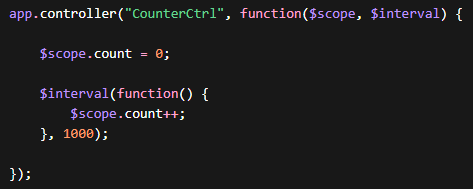 app.controller("CounterCtrl", function($scope, $interval) {
    $scope.count = 0;
    $interval(function() {
        $scope.count++;
    }, 1000);
});